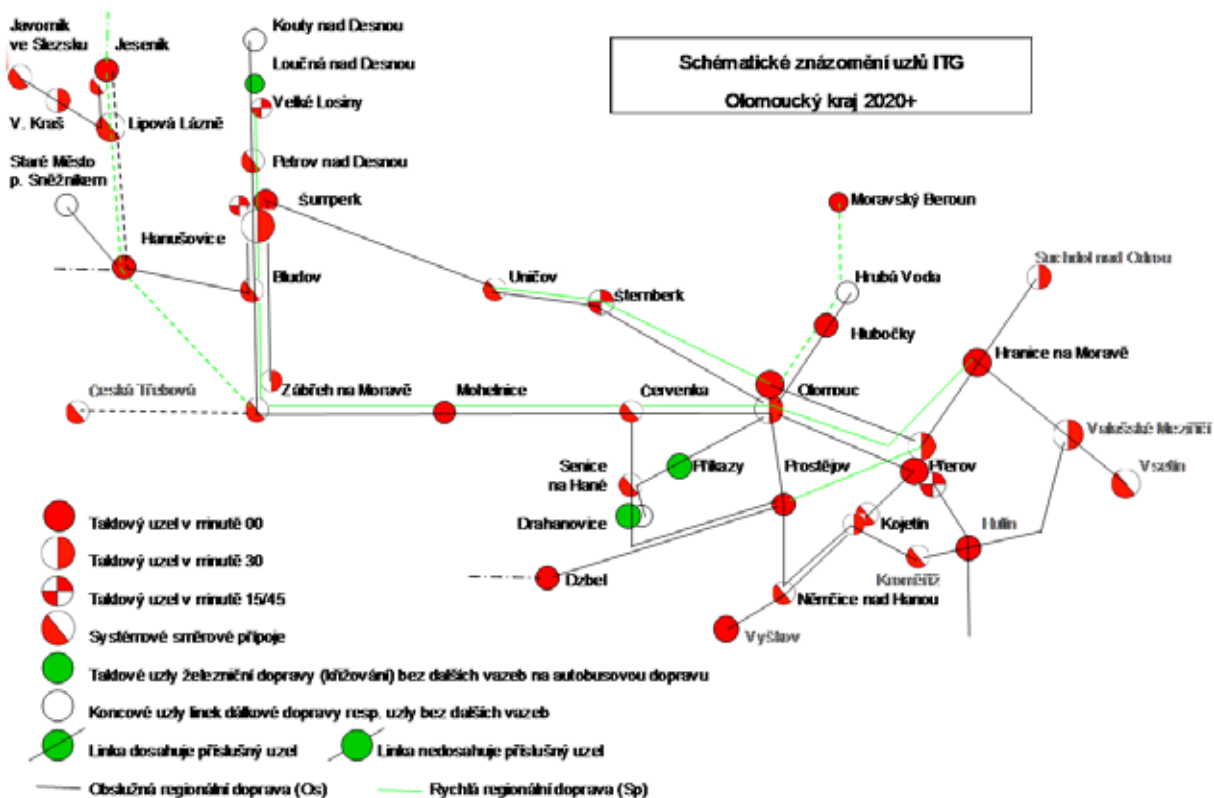 Schématické znázornění uzlů ITG
Olomoucký kraj 2020+
Javorník
ve Slezsku
Jeseník
Kouty nad Desnou
Loučná nad Desnou
Velké Losiny
V. Kraš
Lipová Lázně
Staré Město
p. Sněžníkem
Petrov nad Desnou
Šumperk
Moravský Beroun
Hanušovice
Suchdol nad Odrou
Bludov
Uničov
Hrubá Voda
Šternberk
Hlubočky
Hranice na Moravě
Česká Třebová
Zábřeh na Moravě
Mohelnice
Červenka
Olomouc
Valašské Meziříčí
Senice
na Hané
Příkazy
Prostějov
Přerov
Vsetín
Drahanovice
Kojetín
Hulín
Dzbel
Kroměříž
Němčice nad Hanou
Vyškov
Taktový uzel v minutě 00
Taktový uzel v minutě 30
Taktový uzel v minutě 15/45
Systémové směrové přípoje
Taktové uzly železniční dopravy (křižování) bez dalších vazeb na autobusovou dopravu
Koncové uzly linek dálkové dopravy resp. uzly bez dalších vazeb
Linka dosahuje příslušný uzel
Linka nedosahuje příslušný uzel
Obslužná regionální doprava (Os)
Rychlá regionální doprava (Sp)